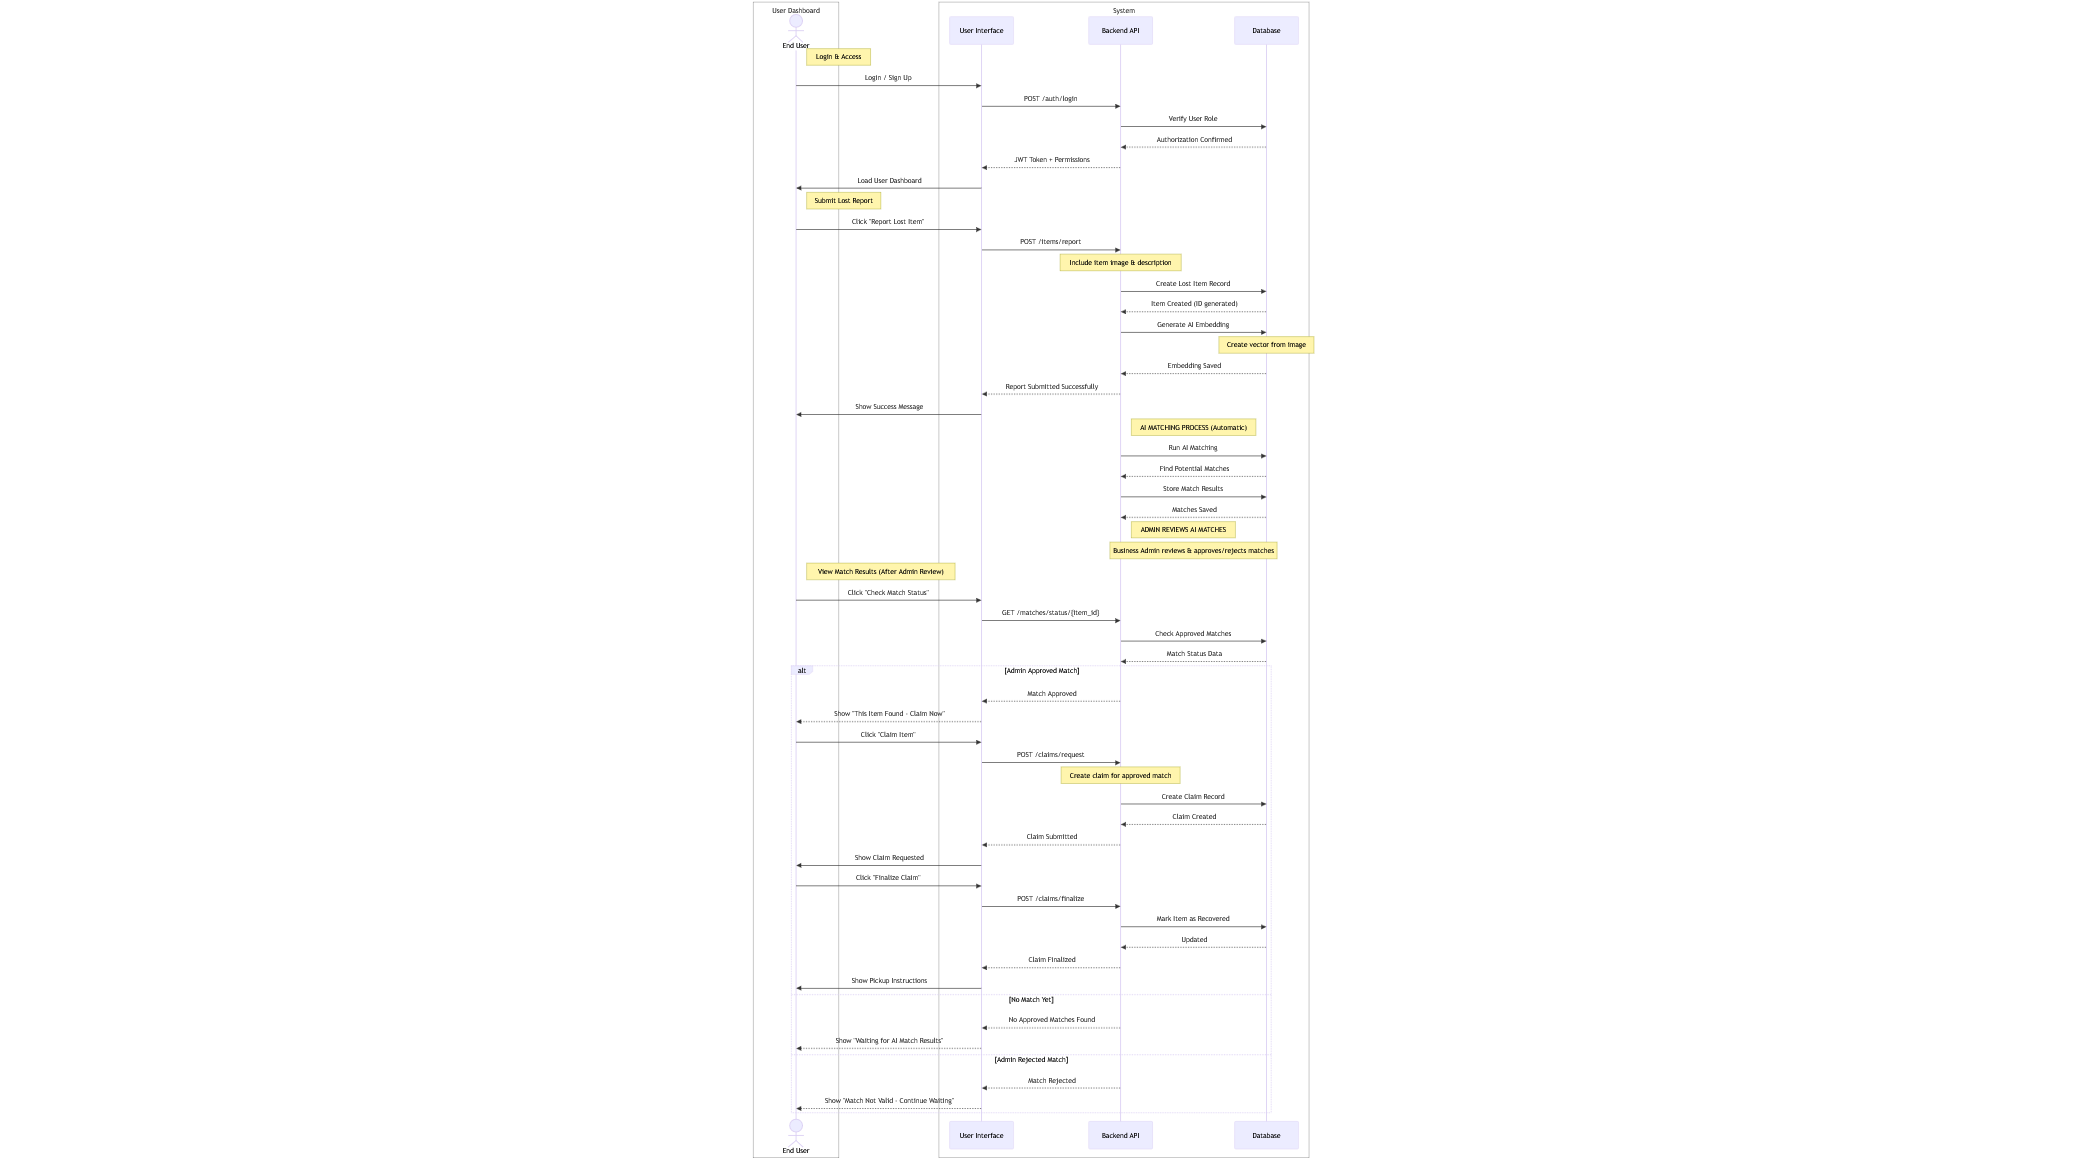 User Dashboard
System
End User
User Interface
Backend API
Database
Login & Access
Login / Sign Up
POST /auth/login
Verify User Role
Authorization Confirmed
JWT Token + Permissions
Load User Dashboard
Submit Lost Report
Click "Report Lost Item"
POST /items/report
Include item image & description
Create Lost Item Record
Item Created (ID generated)
Generate AI Embedding
Create vector from image
Embedding Saved
Report Submitted Successfully
Show Success Message
AI MATCHING PROCESS (Automatic)
Run AI Matching
Find Potential Matches
Store Match Results
Matches Saved
ADMIN REVIEWS AI MATCHES
Business Admin reviews & approves/rejects matches
View Match Results (After Admin Review)
Click "Check Match Status"
GET /matches/status/{item_id}
Check Approved Matches
Match Status Data
alt
[Admin Approved Match]
Match Approved
Show "This Item Found - Claim Now"
Click "Claim Item"
POST /claims/request
Create claim for approved match
Create Claim Record
Claim Created
Claim Submitted
Show Claim Requested
Click "Finalize Claim"
POST /claims/finalize
Mark Item as Recovered
Updated
Claim Finalized
Show Pickup Instructions
[No Match Yet]
No Approved Matches Found
Show "Waiting for AI Match Results"
[Admin Rejected Match]
Match Rejected
Show "Match Not Valid - Continue Waiting"
End User
User Interface
Backend API
Database